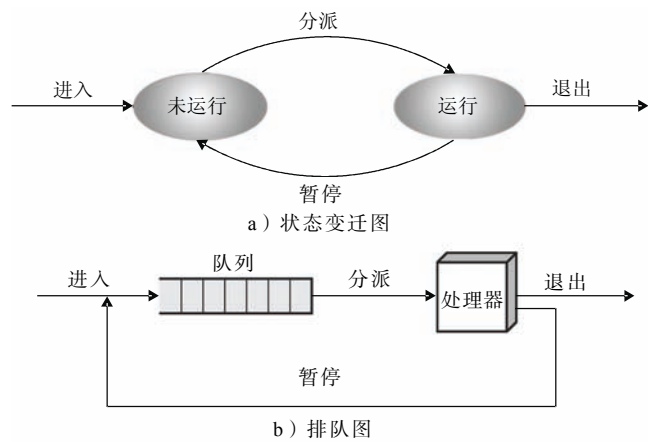 分派
进入
未运行
运行
退出
暂停
a）状态变迁图
队列
进入
分派
处理器
退出
暂停
b）排队图